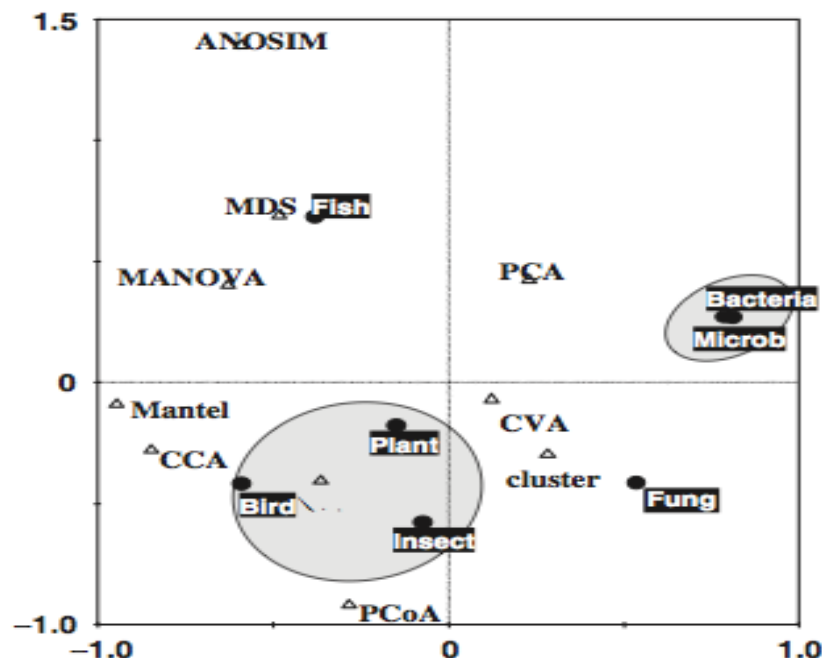 1.5
ANOSIM
MDS Fish
MANOVA
PCA
Bacteria
Microb
0
Mantel
Plant
CVA
CCA
cluster
Bird
Fung
Insect
PCoA
−1.0
−1.0 0 1.0